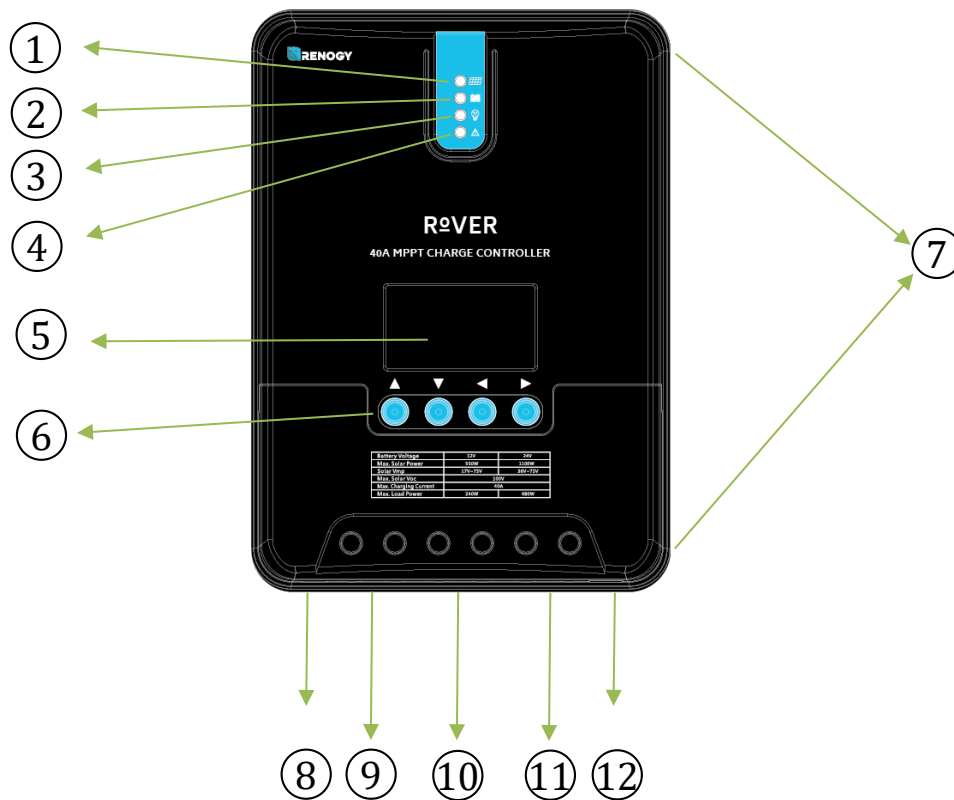 ①
②
③
④
⑤
⑥
⑦
RENOGY
RºVER
40A MPPT CHARGE CONTROLLER
Battery Voltage 12V 24V
Max. Solar Power 550W 1100W
Solar Vmp 17V~75V 36V~75V
Max. Solar Voc 100V
Max. Charging Current 40A
Max. Load Power 240W 480W
⑧ ⑨ ⑩ ⑪ ⑫